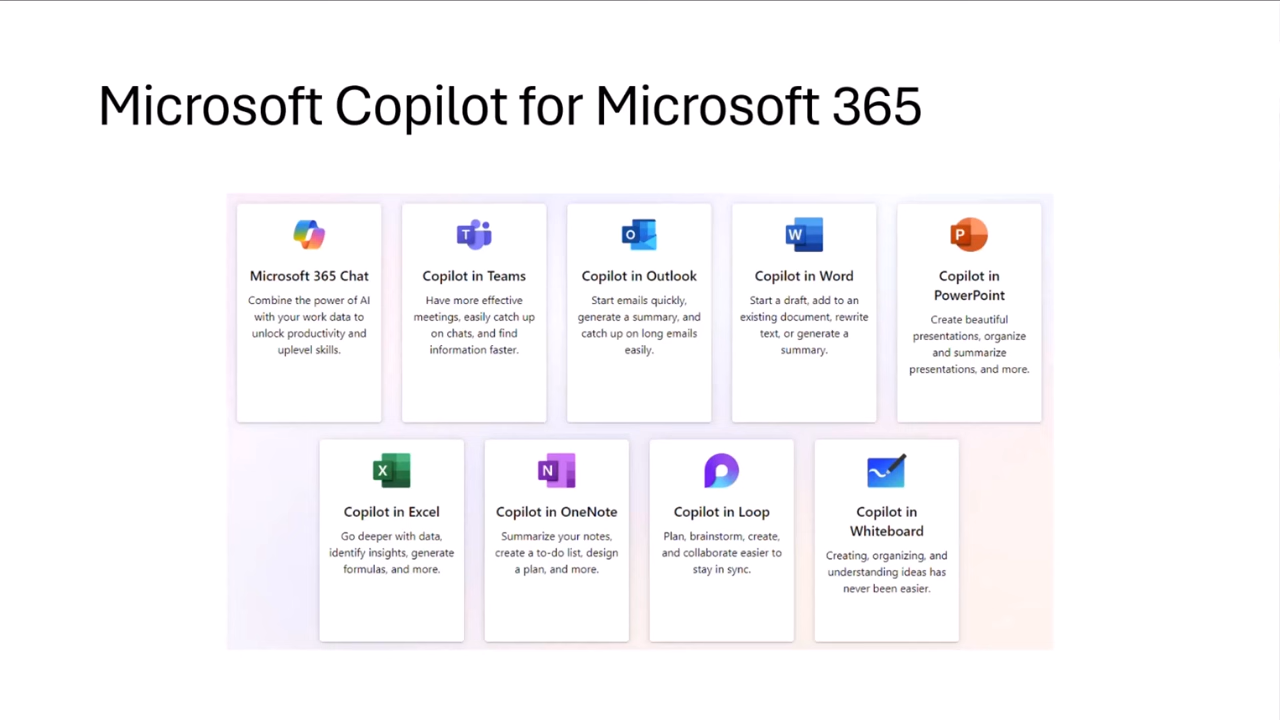 Microsoft Copilot for Microsoft 365
Microsoft 365 Chat
Combine the power of AI
with your work data to
unlock productivity and
uplevel skills.
T
Copilot in Teams
Have more effective
meetings, easily catch up
on chats, and find
information faster.
O
Copilot in Outlook
Start emails quickly,
generate a summary, and
catch up on long emails
easily.
W
Copilot in Word
Start a draft, add to an
existing document, rewrite
text, or generate a
summary.
P
Copilot in
PowerPoint
Create beautiful
presentations, organize
and summarize
presentations, and more.
X
Copilot in Excel
Go deeper with data,
identify insights, generate
formulas, and more.
N
Copilot in OneNote
Summarize your notes,
create a to-do list, design
a plan, and more.
Copilot in Loop
Plan, brainstorm, create,
and collaborate easier to
stay in sync.
Copilot in
Whiteboard
Creating, organizing, and
understanding ideas has
never been easier.